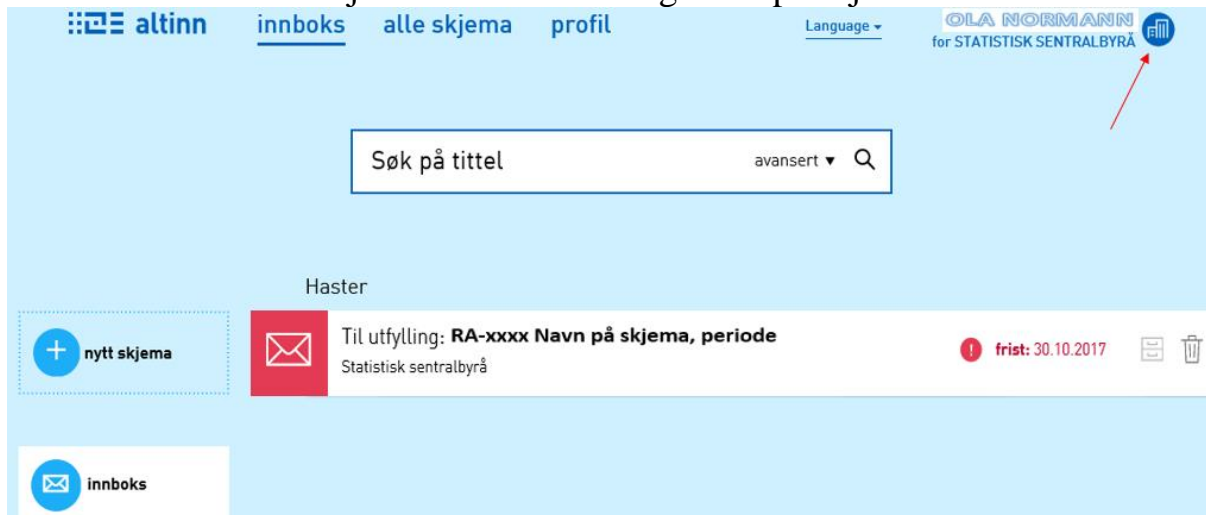 altinn innboks alle skjema profil Language OLA NORMANN
for STATISTISK SENTRALBYRÅ
Søk på tittel avansert
Haster
nytt skjema Til utfylling: RA-xxxx Navn på skjema, periode frist: 30.10.2017
Statistisk sentralbyrå
innboks